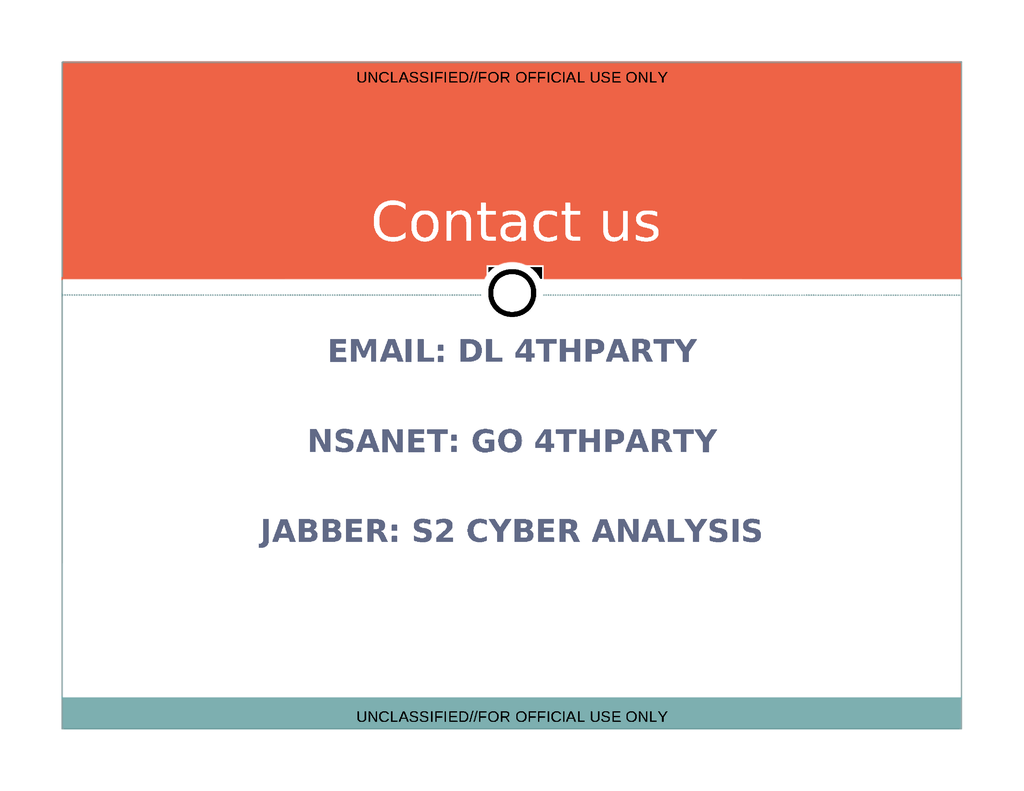 UNCLASSIFIED//FOR OFFICIAL USE ONLY
Contact us
EMAIL: DL 4THPARTY
NSANET: GO 4THPARTY
JABBER: S2 CYBER ANALYSIS
UNCLASSIFIED//FOR OFFICIAL USE ONLY